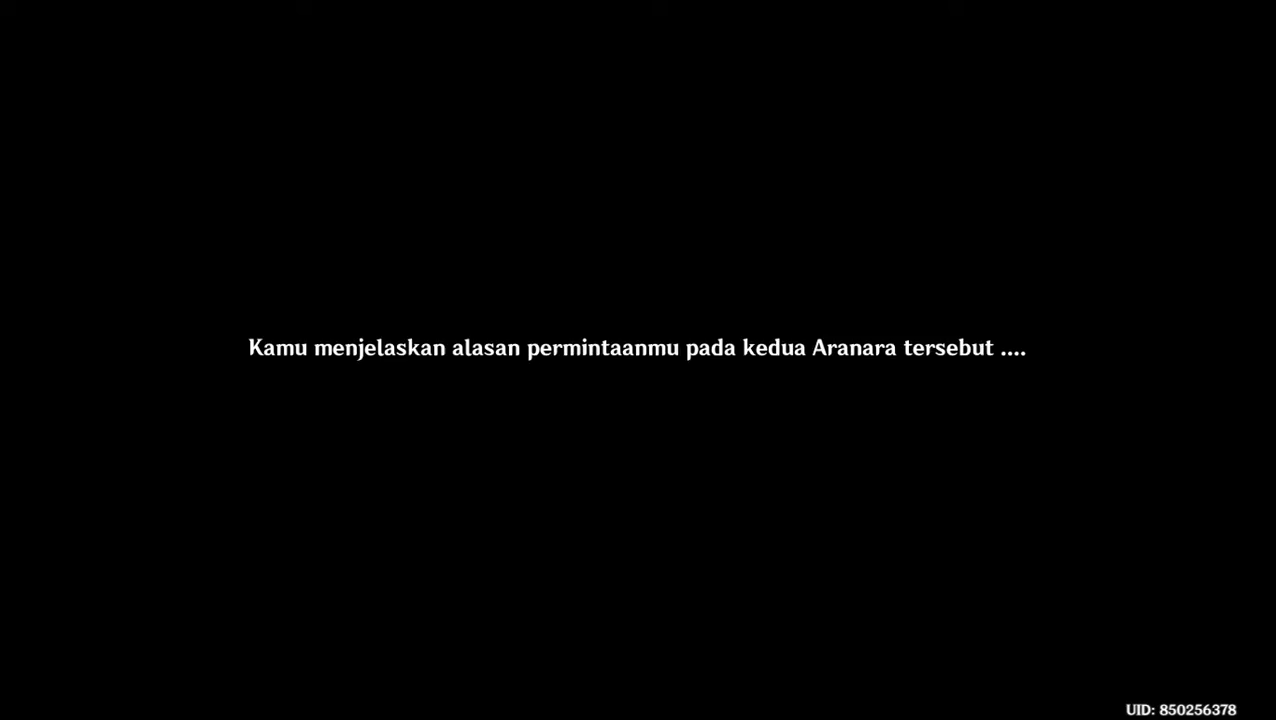 Kamu menjelaskan alasan permintaanmu pada kedua Aranara tersebut ....
UID: 850256378